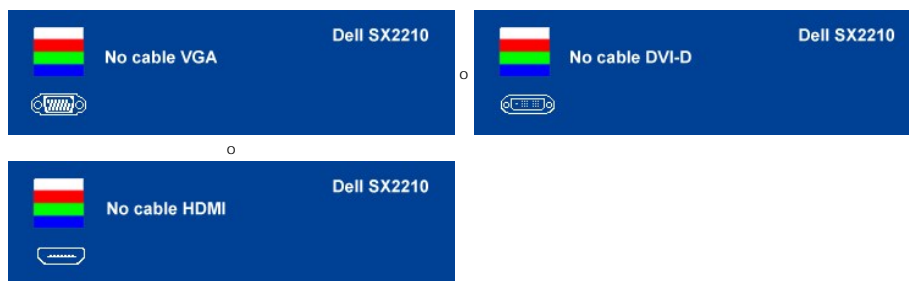 Dell SX2210
No cable VGA
o
Dell SX2210
No cable DVI-D
o
Dell SX2210
No cable HDMI